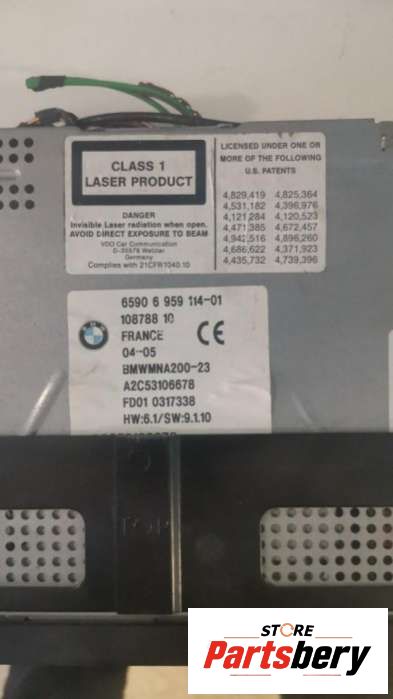 CLASS 1
LASER PRODUCT
DANGER
Invisible Laser radiation when open.
AVOID DIRECT EXPOSURE TO BEAM
VDO Car Communication
D-35578 Wetzlar
Germany
Complies with 21CFR1040.10
LICENSED UNDER ONE OR
MORE OF THE FOLLOWING
U.S. PATENTS
4,829,419 4,825,364
4,531,182 4,396,976
4,121,284 4,120,523
4,471,385 4,672,457
4,942,516 4,896,260
4,686,622 4,371,923
4,435,732 4,739,396
6590 6 959 114-01
108788 10
FRANCE CE
04-05
BMWMNA200-23
A2C53106678
FD01 0317338
HW:6.1/SW:9.1.10
TOP
STORE
Partsbery